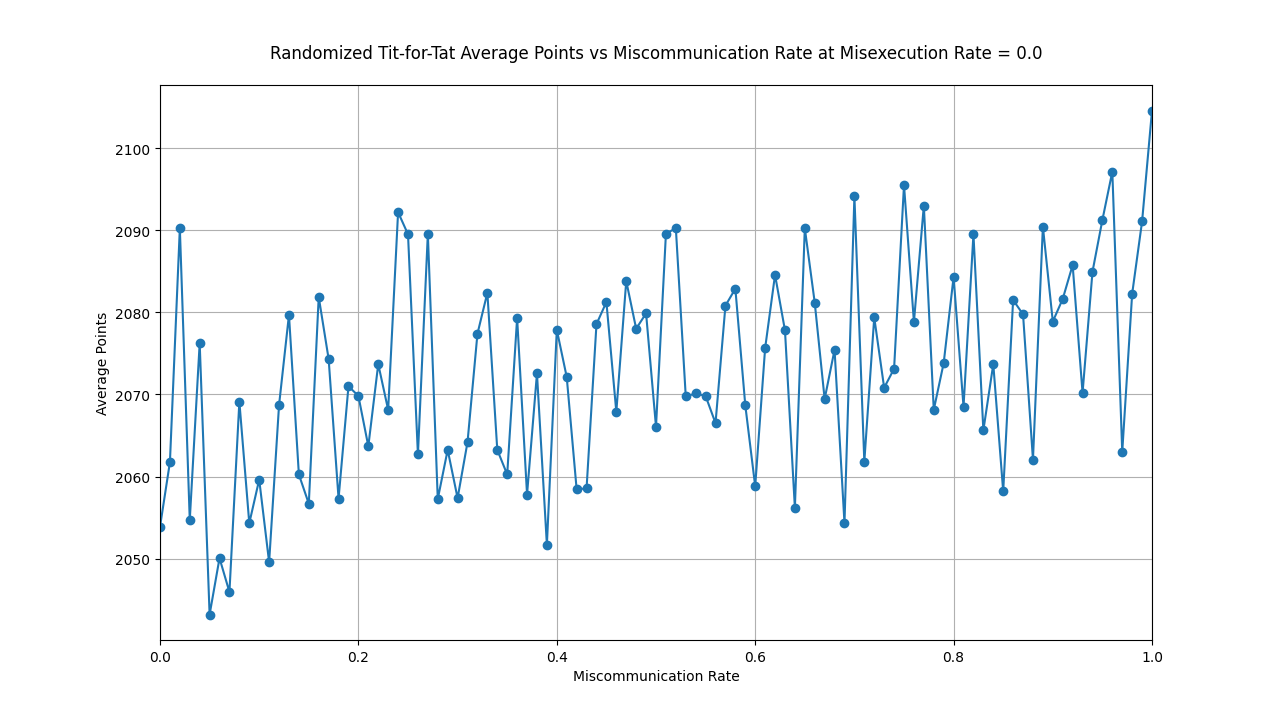 Randomized Tit-for-Tat Average Points vs Miscommunication Rate at Misexecution Rate = 0.0
Average Points
2100
2090
2080
2070
2060
2050
0.0 0.2 0.4 0.6 0.8 1.0
Miscommunication Rate